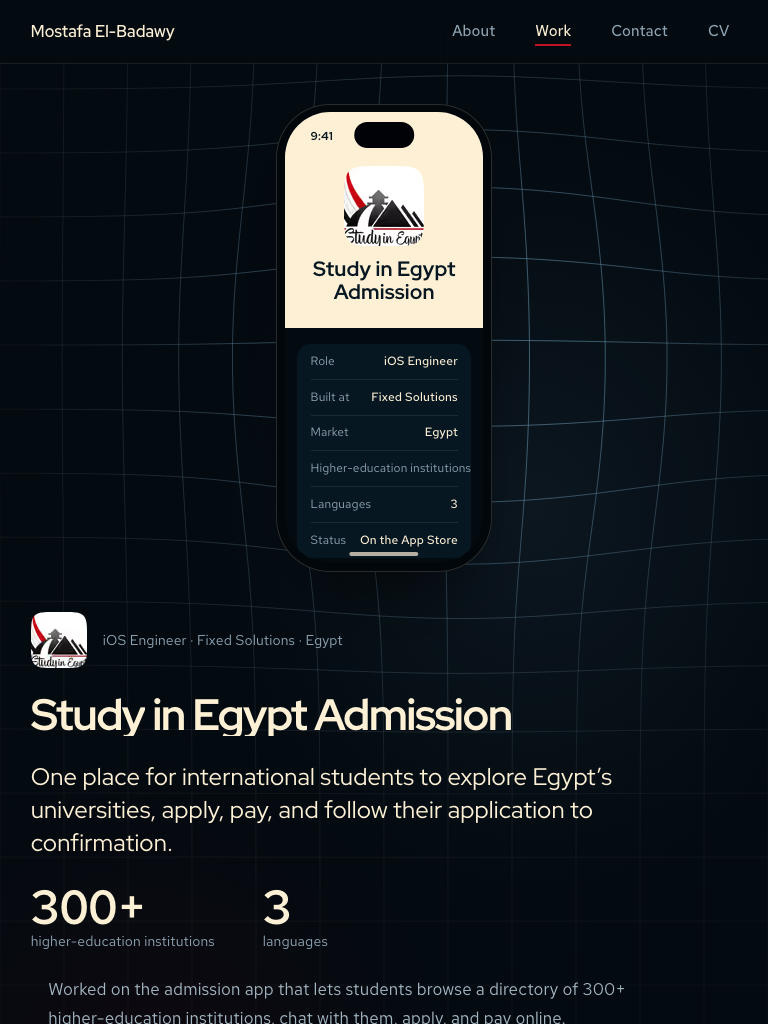 Mostafa El-Badawy
About
Work
Contact
CV
9:41
Study in Egypt
Study in Egypt
Admission
Role iOS Engineer
Built at Fixed Solutions
Market Egypt
Higher-education institutions
Languages 3
Status On the App Store
Study in Egypt
iOS Engineer · Fixed Solutions · Egypt
Study in Egypt Admission
One place for international students to explore Egypt’s
universities, apply, pay, and follow their application to
confirmation.
300+ 3
higher-education institutions languages
Worked on the admission app that lets students browse a directory of 300+
higher-education institutions, chat with them, apply, and pay online.